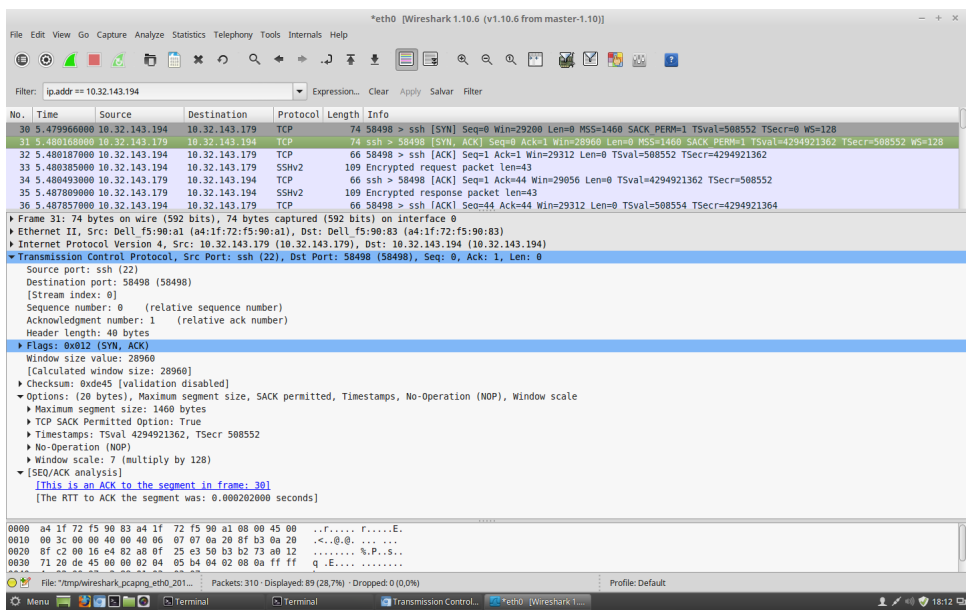 *eth0 [Wireshark 1.10.6 (v1.10.6 from master-1.10)]
File Edit View Go Capture Analyze Statistics Telephony Tools Internals Help
Filter: ip.addr == 10.32.143.194 Expression... Clear Apply Salvar Filter
No. Time Source Destination Protocol Length Info
30 5.479966000 10.32.143.194 10.32.143.179 TCP 74 58498 > ssh [SYN] Seq=0 Win=29200 Len=0 MSS=1460 SACK_PERM=1 TSval=508552 TSecr=0 WS=128
31 5.480168000 10.32.143.179 10.32.143.194 TCP 74 ssh > 58498 [SYN, ACK] Seq=0 Ack=1 Win=28960 Len=0 MSS=1460 SACK_PERM=1 TSval=4294921362 TSecr=508552 WS=128
32 5.480187000 10.32.143.194 10.32.143.179 TCP 66 58498 > ssh [ACK] Seq=1 Ack=1 Win=29312 Len=0 TSval=508552 TSecr=4294921362
33 5.480385000 10.32.143.194 10.32.143.179 SSHv2 109 Encrypted request packet len=43
34 5.480493000 10.32.143.179 10.32.143.194 TCP 66 ssh > 58498 [ACK] Seq=1 Ack=44 Win=29056 Len=0 TSval=4294921362 TSecr=508552
35 5.487809000 10.32.143.179 10.32.143.194 SSHv2 109 Encrypted response packet len=43
36 5.487857000 10.32.143.194 10.32.143.179 TCP 66 58498 > ssh [ACK] Seq=44 Ack=44 Win=29312 Len=0 TSval=508554 TSecr=4294921364
Frame 31: 74 bytes on wire (592 bits), 74 bytes captured (592 bits) on interface 0
Ethernet II, Src: Dell_f5:90:a1 (a4:1f:72:f5:90:a1), Dst: Dell_f5:90:83 (a4:1f:72:f5:90:83)
Internet Protocol Version 4, Src: 10.32.143.179 (10.32.143.179), Dst: 10.32.143.194 (10.32.143.194)
Transmission Control Protocol, Src Port: ssh (22), Dst Port: 58498 (58498), Seq: 0, Ack: 1, Len: 0
Source port: ssh (22)
Destination port: 58498 (58498)
[Stream index: 0]
Sequence number: 0 (relative sequence number)
Acknowledgment number: 1 (relative ack number)
Header length: 40 bytes
Flags: 0x012 (SYN, ACK)
Window size value: 28960
[Calculated window size: 28960]
Checksum: 0xde45 [validation disabled]
Options: (20 bytes), Maximum segment size, SACK permitted, Timestamps, No-Operation (NOP), Window scale
Maximum segment size: 1460 bytes
TCP SACK Permitted Option: True
Timestamps: TSval 4294921362, TSecr 508552
No-Operation (NOP)
Window scale: 7 (multiply by 128)
[SEQ/ACK analysis]
[This is an ACK to the segment in frame: 30]
[The RTT to ACK the segment was: 0.000202000 seconds]
0000 a4 1f 72 f5 90 83 a4 1f 72 f5 90 a1 08 00 45 00 ..r..... r.....E.
0010 00 3c 00 00 40 00 40 06 07 07 0a 20 8f b3 0a 20 .<..@.@. ... ...
0020 8f c2 00 16 e4 82 a8 0f 25 e3 50 b3 b2 73 a0 12 ........ %.P..s..
0030 71 20 de 45 00 00 02 04 05 b4 04 02 08 0a ff ff q .E.... ........
File: "/tmp/wireshark_pcapng_eth0_201... Packets: 310 · Displayed: 89 (28,7%) · Dropped: 0 (0,0%) Profile: Default
Menu Terminal Terminal Transmission Control... *eth0 [Wireshark 1.... 18:12